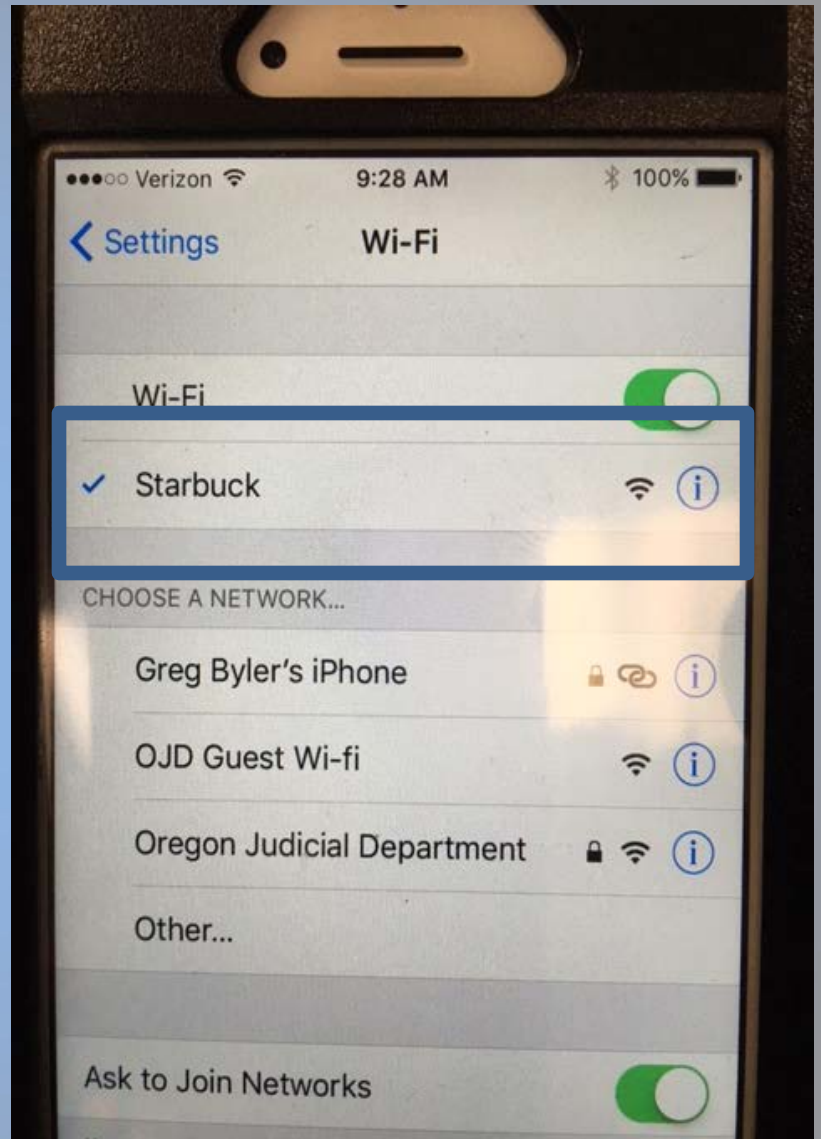 Verizon 9:28 AM 100%
Settings Wi-Fi
Wi-Fi
Starbuck
CHOOSE A NETWORK...
Greg Byler's iPhone
OJD Guest Wi-fi
Oregon Judicial Department
Other...
Ask to Join Networks